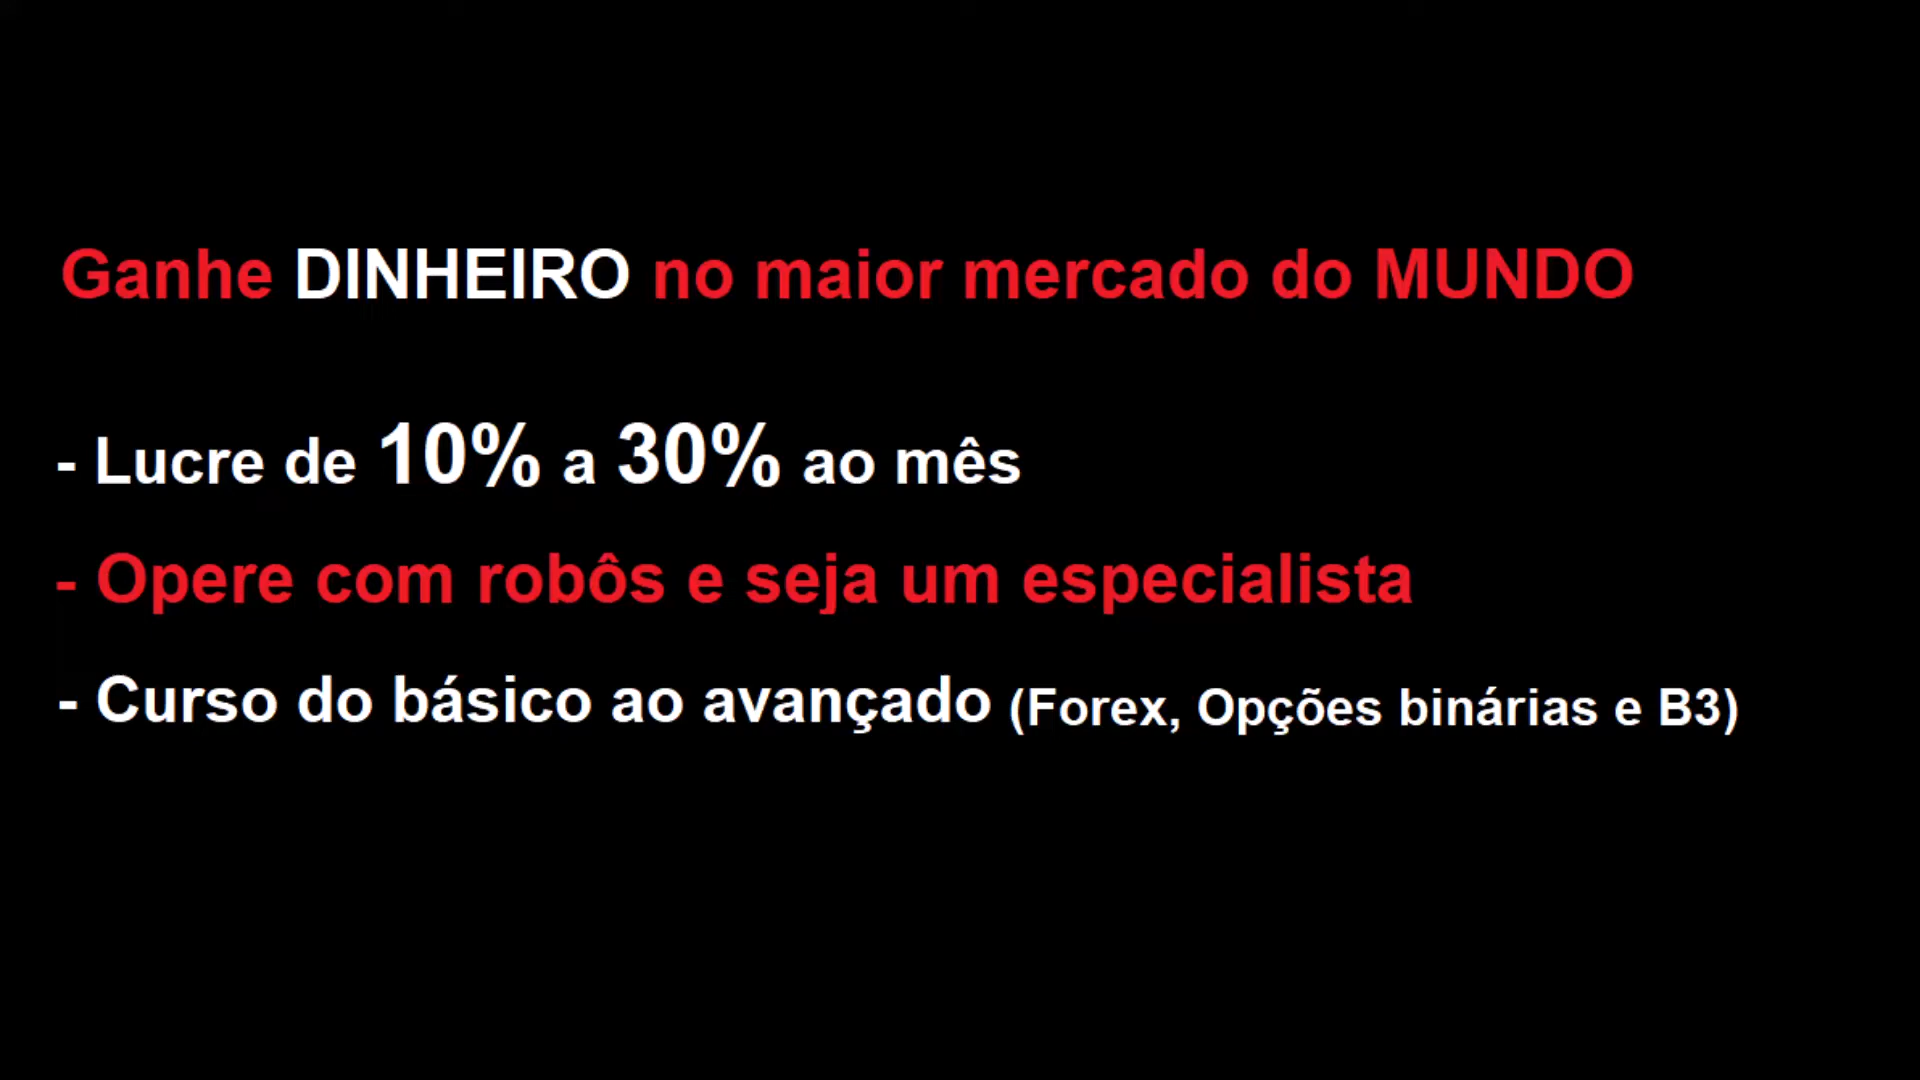 Ganhe DINHEIRO no maior mercado do MUNDO
- Lucre de 10% a 30% ao mês
- Opere com robôs e seja um especialista
- Curso do básico ao avançado (Forex, Opções binárias e B3)